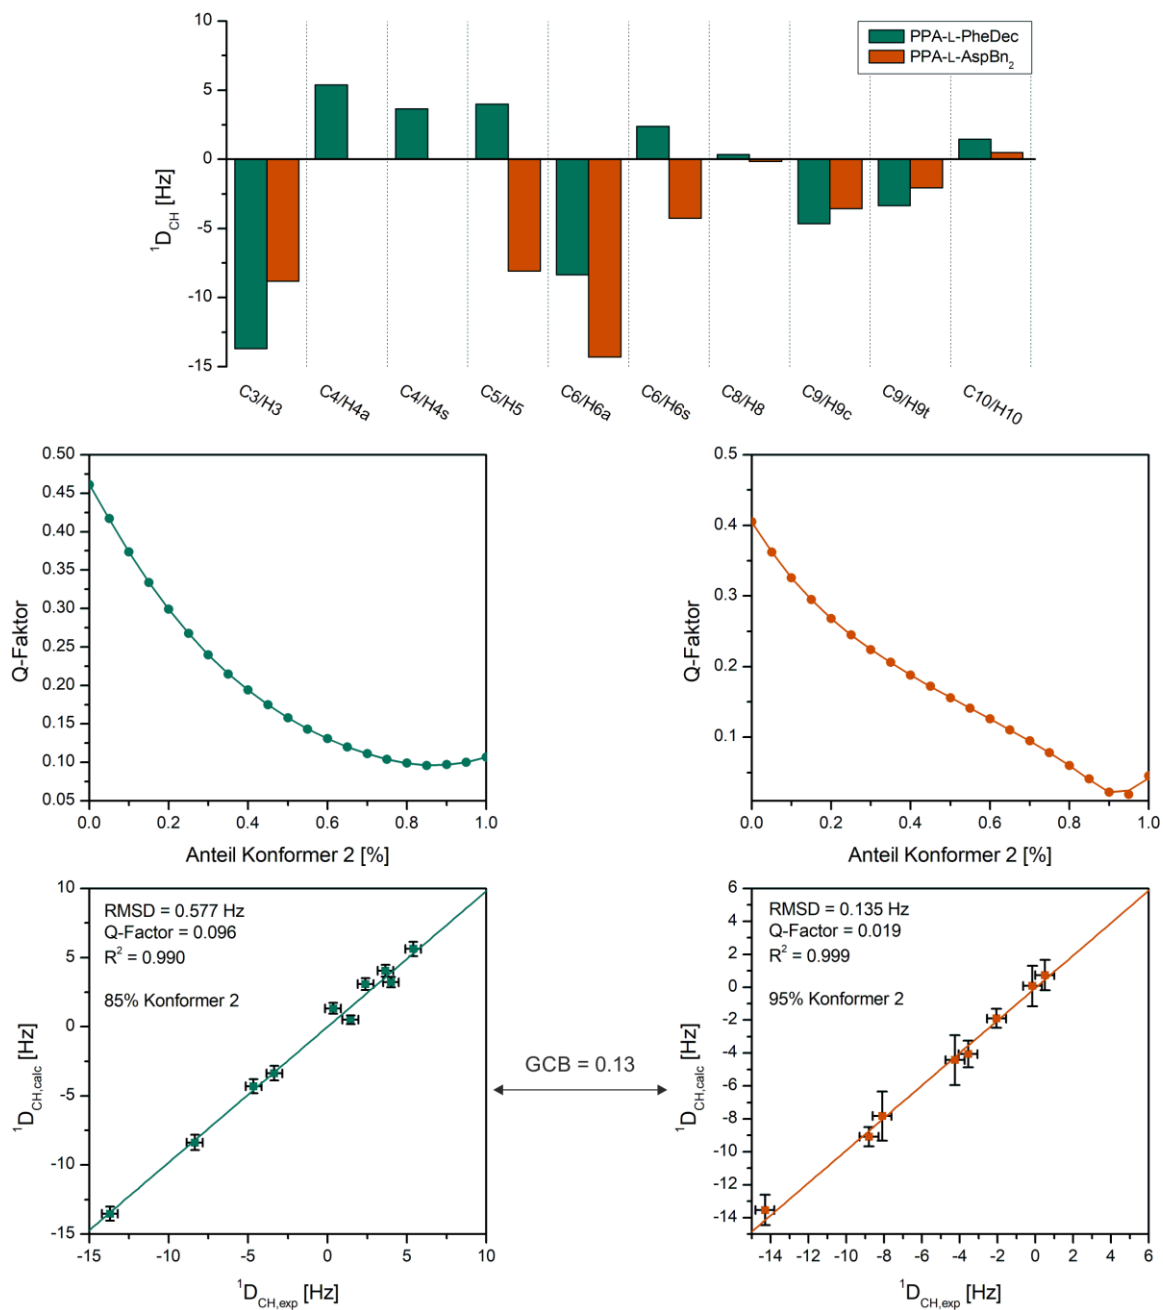 10
5
0
-5
-10
-15
¹D_CH [Hz]
PPA-L-PheDec
PPA-L-AspBn₂
C3/H3
C4/H4a
C4/H4s
C5/H5
C6/H6a
C6/H6s
C8/H8
C9/H9c
C9/H9t
C10/H10
0.50
0.45
0.40
0.35
0.30
0.25
0.20
0.15
0.10
0.05
Q-Faktor
0.0 0.2 0.4 0.6 0.8 1.0
Anteil Konformer 2 [%]
0.5
0.4
0.3
0.2
0.1
Q-Faktor
0.0 0.2 0.4 0.6 0.8 1.0
Anteil Konformer 2 [%]
10
5
0
-5
-10
-15
¹D_CH,calc [Hz]
RMSD = 0.577 Hz
Q-Factor = 0.096
R² = 0.990
85% Konformer 2
-15 -10 -5 0 5 10
¹D_CH,exp [Hz]
GCB = 0.13
6
4
2
0
-2
-4
-6
-8
-10
-12
-14
¹D_CH,calc [Hz]
RMSD = 0.135 Hz
Q-Factor = 0.019
R² = 0.999
95% Konformer 2
-14 -12 -10 -8 -6 -4 -2 0 2 4 6
¹D_CH,exp [Hz]